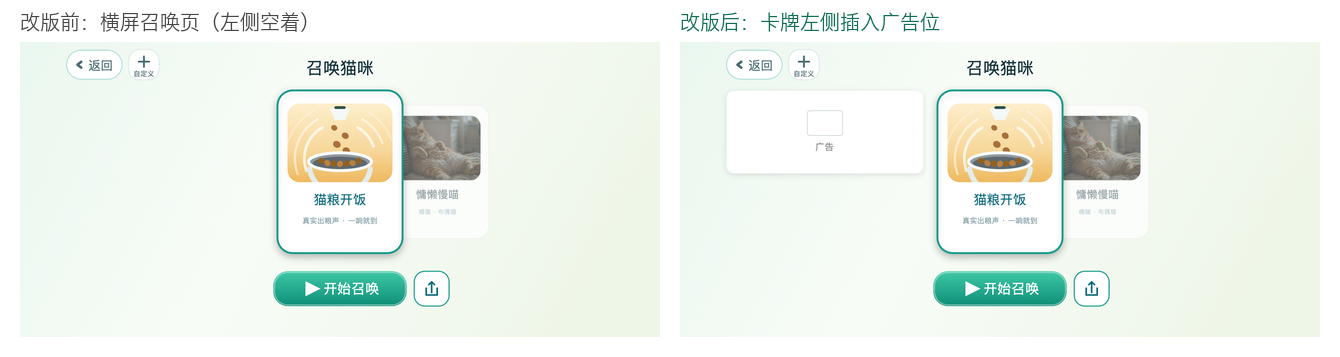 改版前：横屏召唤页（左侧空着）
返回
自定义
召唤猫咪
猫粮开饭
真实出粮声 · 一响就到
慵懒慢喵
开始召唤
改版后：卡牌左侧插入广告位
返回
自定义
召唤猫咪
广告
猫粮开饭
真实出粮声 · 一响就到
慵懒慢喵
开始召唤